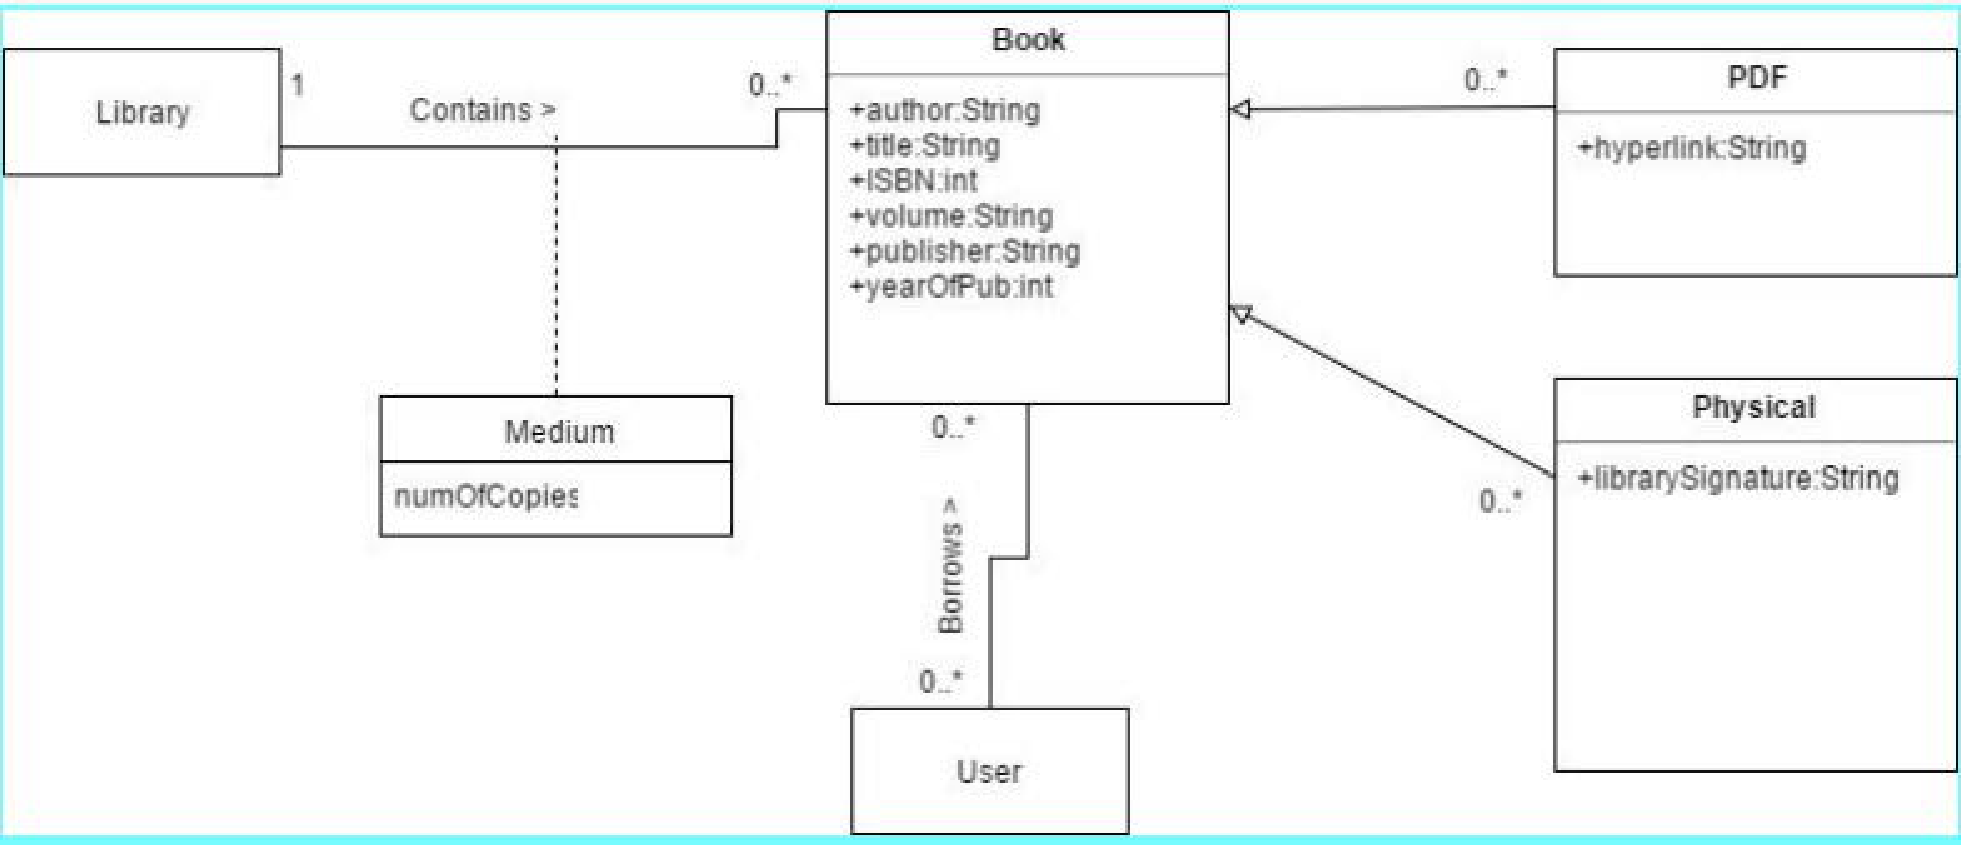 Library
1
Contains >
0..*
Medium
numOfCopies
Book
+author:String
+title:String
+ISBN:int
+volume:String
+publisher:String
+yearOfPub:int
0..*
Borrows >
0..*
User
0..*
PDF
+hyperlink:String
Physical
+librarySignature:String
0..*